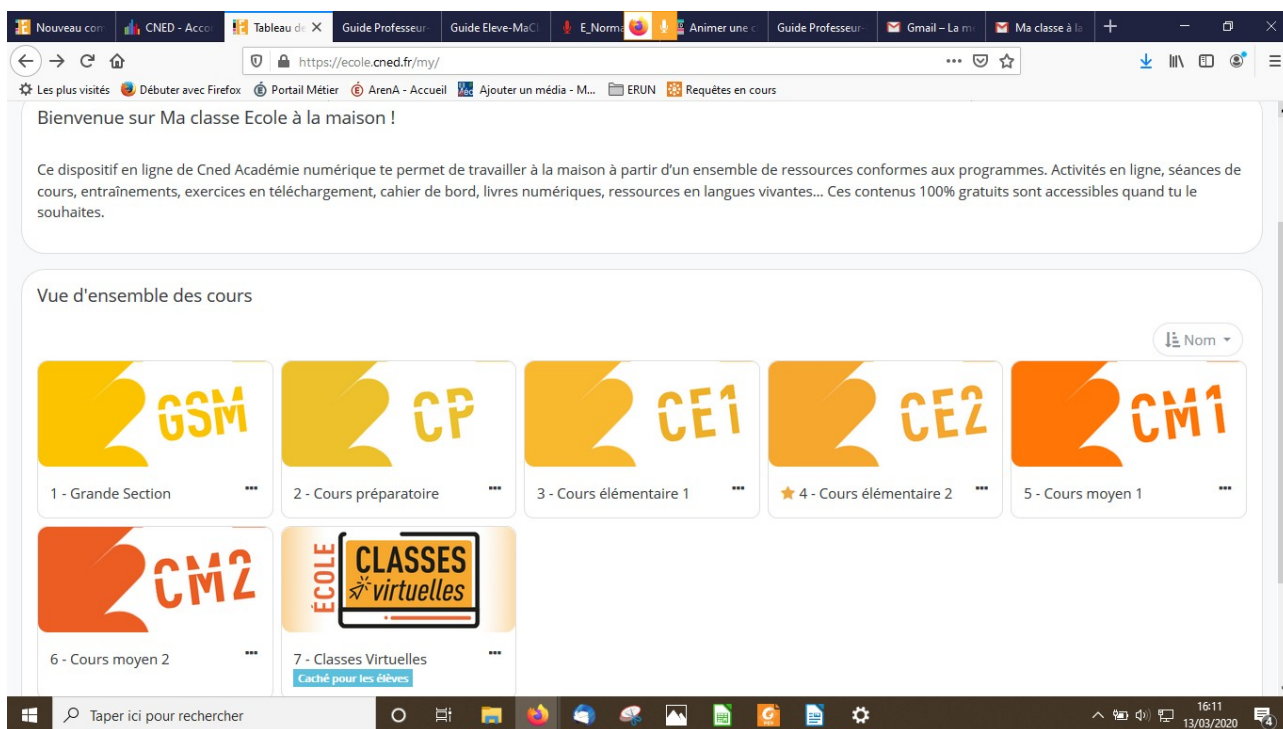 Nouveau com
CNED - Accor
Tableau de
Guide Professeur-
Guide Eleve-MaCl
E_Norma
Animer une c
Guide Professeur-
Gmail – La me
Ma classe à la
https://ecole.cned.fr/my/
Les plus visités Débuter avec Firefox Portail Métier ArenA - Accueil Ajouter un média - M... ERUN Requêtes en cours
Bienvenue sur Ma classe Ecole à la maison !
Ce dispositif en ligne de Cned Académie numérique te permet de travailler à la maison à partir d'un ensemble de ressources conformes aux programmes. Activités en ligne, séances de
cours, entraînements, exercices en téléchargement, cahier de bord, livres numériques, ressources en langues vivantes... Ces contenus 100% gratuits sont accessibles quand tu le
souhaites.
Vue d'ensemble des cours
Nom
GSM
CP
CE1
CE2
CM1
1 - Grande Section
2 - Cours préparatoire
3 - Cours élémentaire 1
4 - Cours élémentaire 2
5 - Cours moyen 1
CM2
ÉCOLE
CLASSES
virtuelles
6 - Cours moyen 2
7 - Classes Virtuelles
Caché pour les élèves
Taper ici pour rechercher
16:11
13/03/2020
4